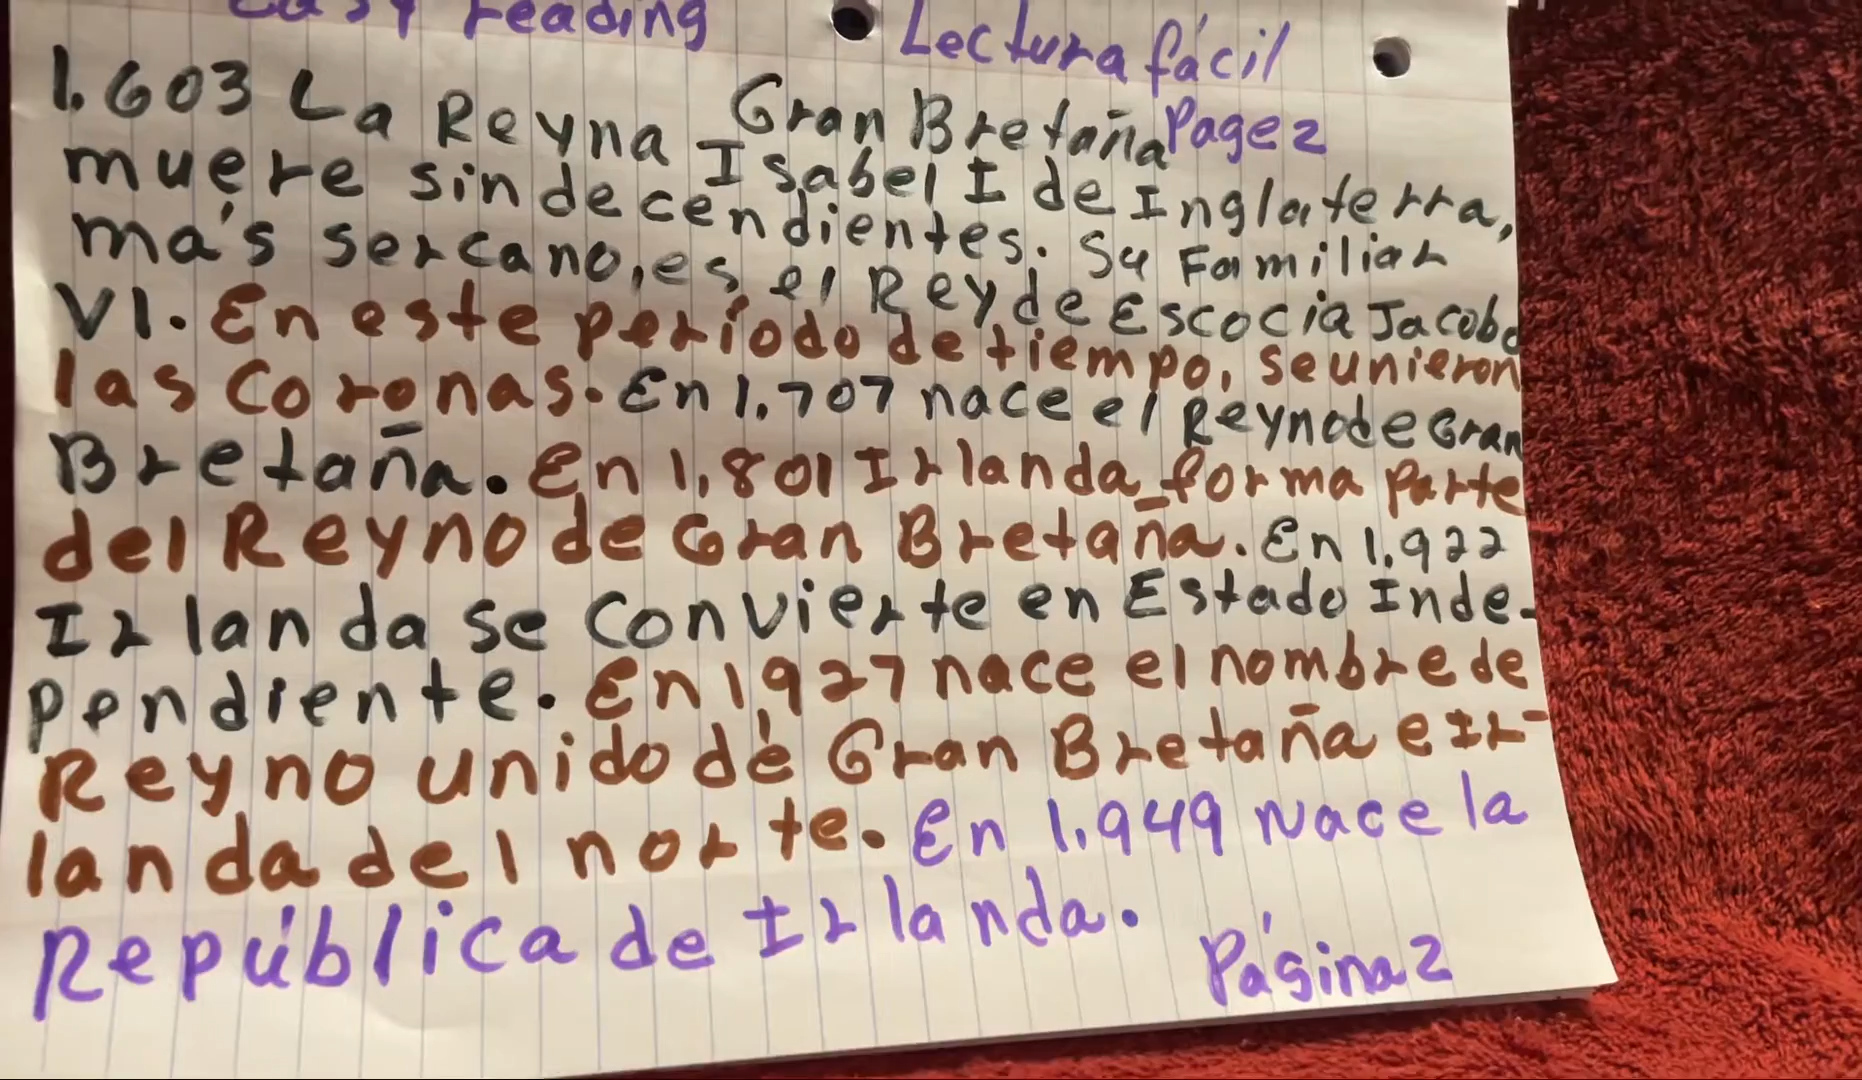 Easy reading Lectura fácil
Gran Bretaña Page 2
1.603 La Reyna Isabel I de Inglaterra,
muere sin decendientes. Su Familiar
más sercano, es el Rey de Escocia Jacobo
VI. En este período de tiempo, se unieron
las Coronas. En 1.707 nace el Reyno de Gran
Bretaña. En 1.801 Irlanda forma parte
del Reyno de Gran Bretaña. En 1.922
Irlanda se convierte en Estado Inde-
pendiente. En 1,927 nace el nombre de
Reyno unido de Gran Bretaña e Ir-
landa del norte. En 1.949 Nace la
República de Irlanda.
Página 2